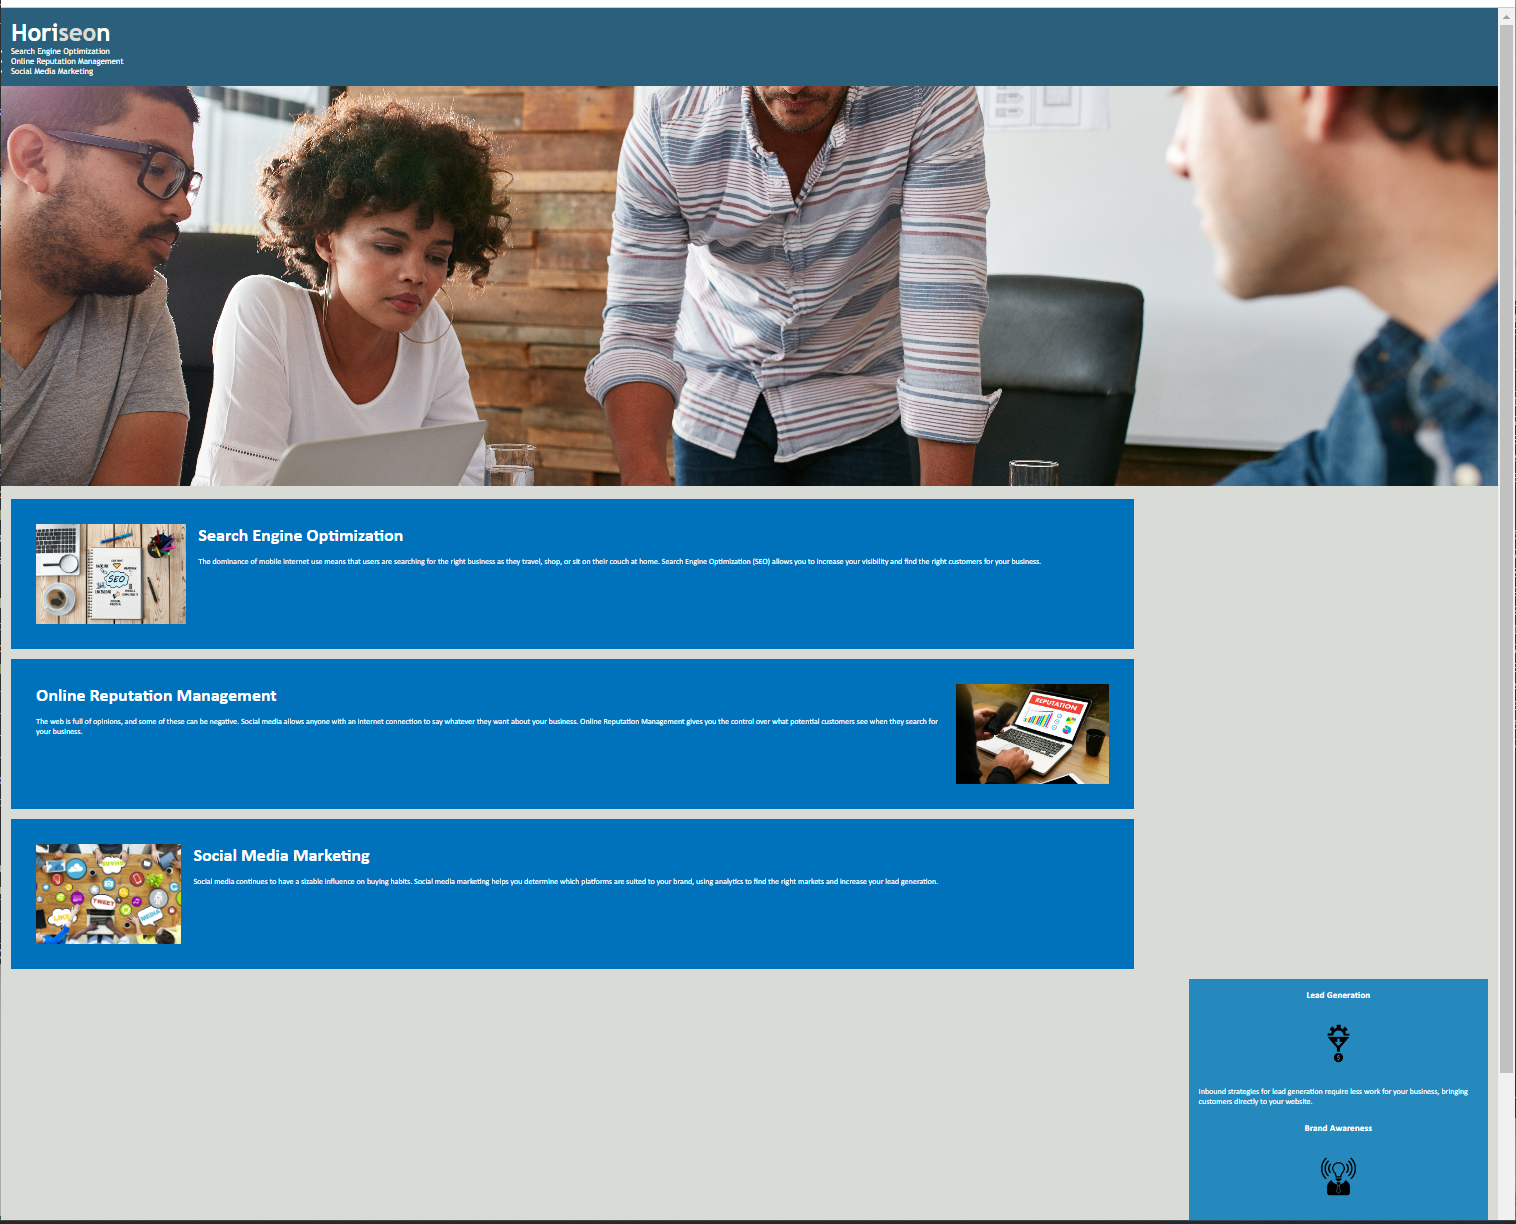 Horiseon
Search Engine Optimization
Online Reputation Management
Social Media Marketing
SEO
Search Engine Optimization
The dominance of mobile internet use means that users are searching for the right business as they travel, shop, or sit on their couch at home. Search Engine Optimization (SEO) allows you to increase your visibility and find the right customers for your business.
Online Reputation Management
The web is full of opinions, and some of these can be negative. Social media allows anyone with an internet connection to say whatever they want about your business. Online Reputation Management gives you the control over what potential customers see when they search for
your business.
REPUTATION
SHARE
TWEET
LIKE
MEDIA
Social Media Marketing
Social media continues to have a sizable influence on buying habits. Social media marketing helps you determine which platforms are suited to your brand, using analytics to find the right markets and increase your lead generation.
Lead Generation
Inbound strategies for lead generation require less work for your business, bringing
customers directly to your website.
Brand Awareness